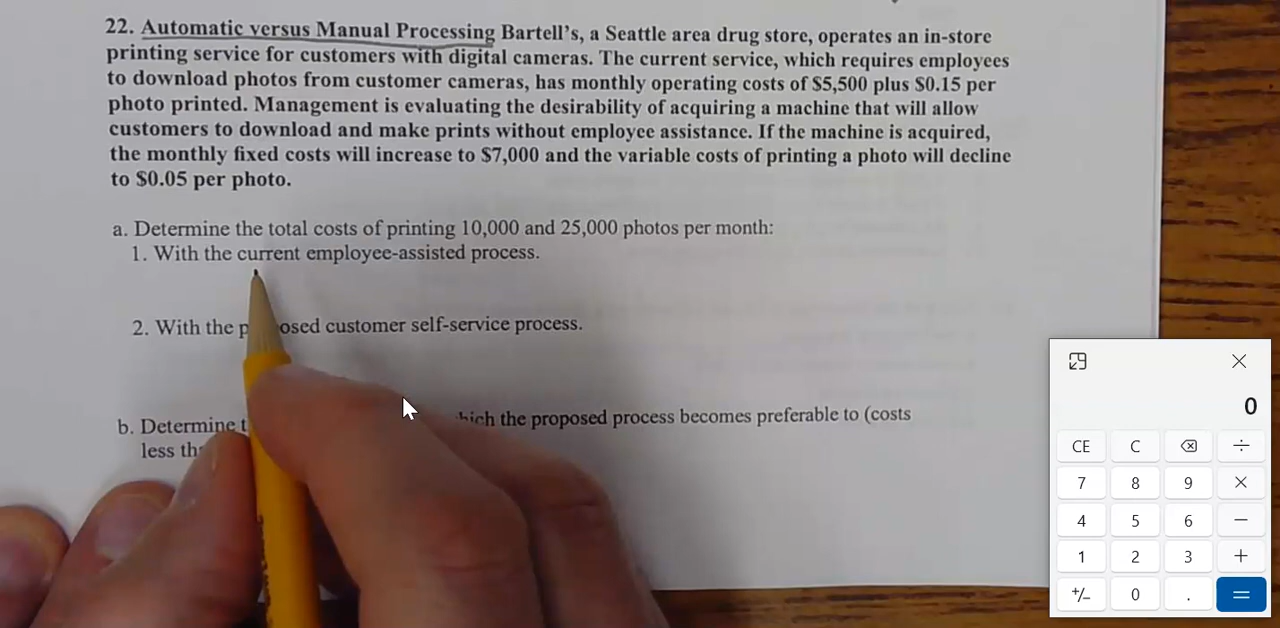 22. Automatic versus Manual Processing Bartell's, a Seattle area drug store, operates an in-store
printing service for customers with digital cameras. The current service, which requires employees
to download photos from customer cameras, has monthly operating costs of $5,500 plus $0.15 per
photo printed. Management is evaluating the desirability of acquiring a machine that will allow
customers to download and make prints without employee assistance. If the machine is acquired,
the monthly fixed costs will increase to $7,000 and the variable costs of printing a photo will decline
to $0.05 per photo.
a. Determine the total costs of printing 10,000 and 25,000 photos per month:
1. With the current employee-assisted process.
2. With the customer self-service process.
b. Determine the proposed process becomes preferable to (costs
less
0
CE C ÷
7 8 9 ×
4 5 6 −
1 2 3 +
+/− 0 . =